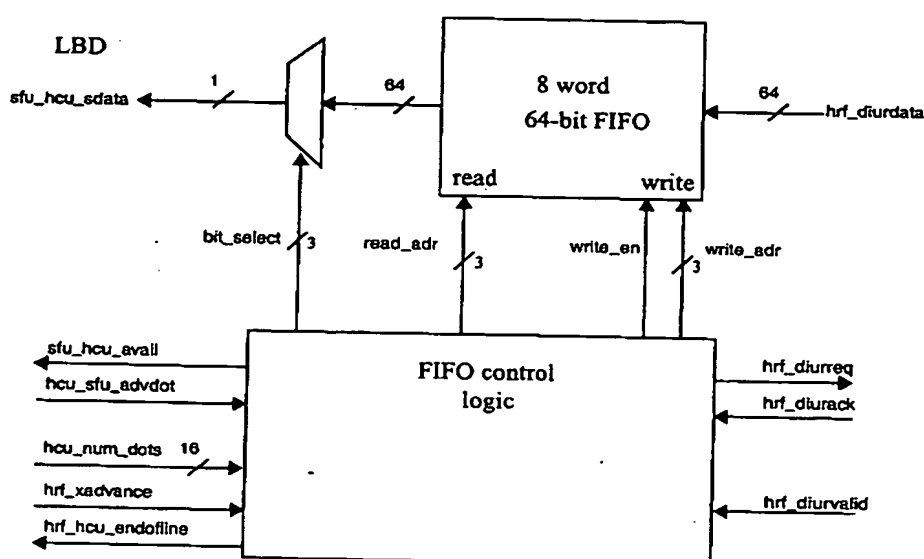 LBD
sfu_hcu_sdata
1
64
8 word
64-bit FIFO
64
hrf_diurdata
read
write
bit_select
3
read_adr
3
write_en
write_adr
3
sfu_hcu_avail
hcu_sfu_advdot
hcu_num_dots
16
hrf_xadvance
hrf_hcu_endofline
FIFO control
logic
hrf_diurreq
hrf_diurack
hrf_diurvalid